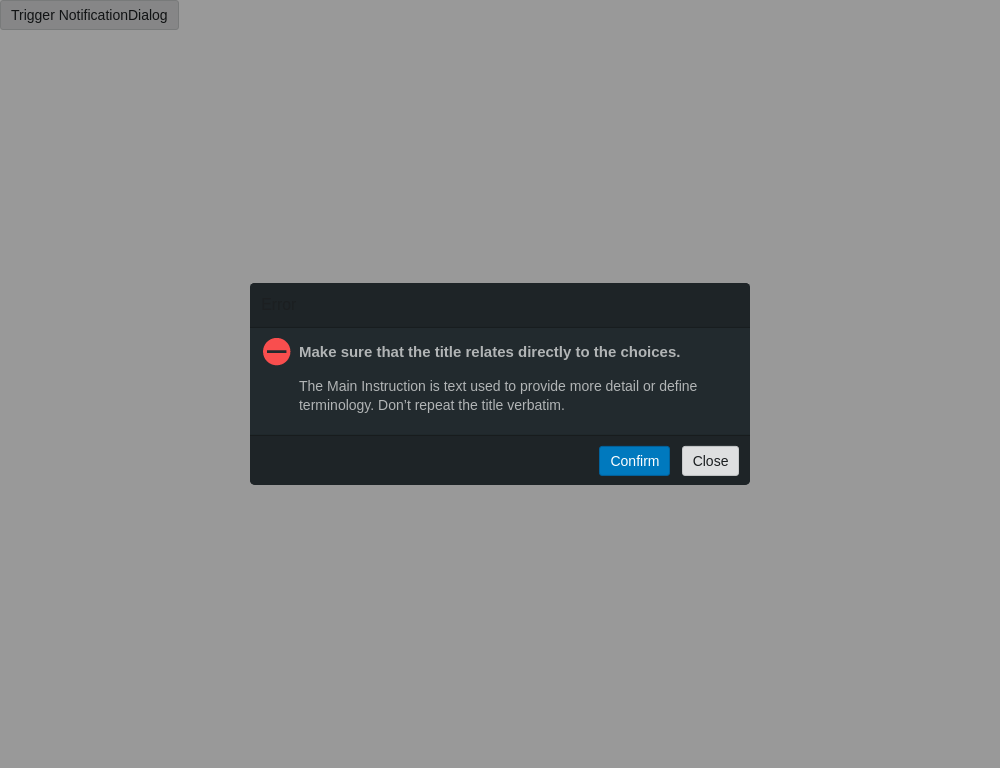 Trigger NotificationDialog
Error
Make sure that the title relates directly to the choices.
The Main Instruction is text used to provide more detail or define
terminology. Don’t repeat the title verbatim.
Confirm
Close